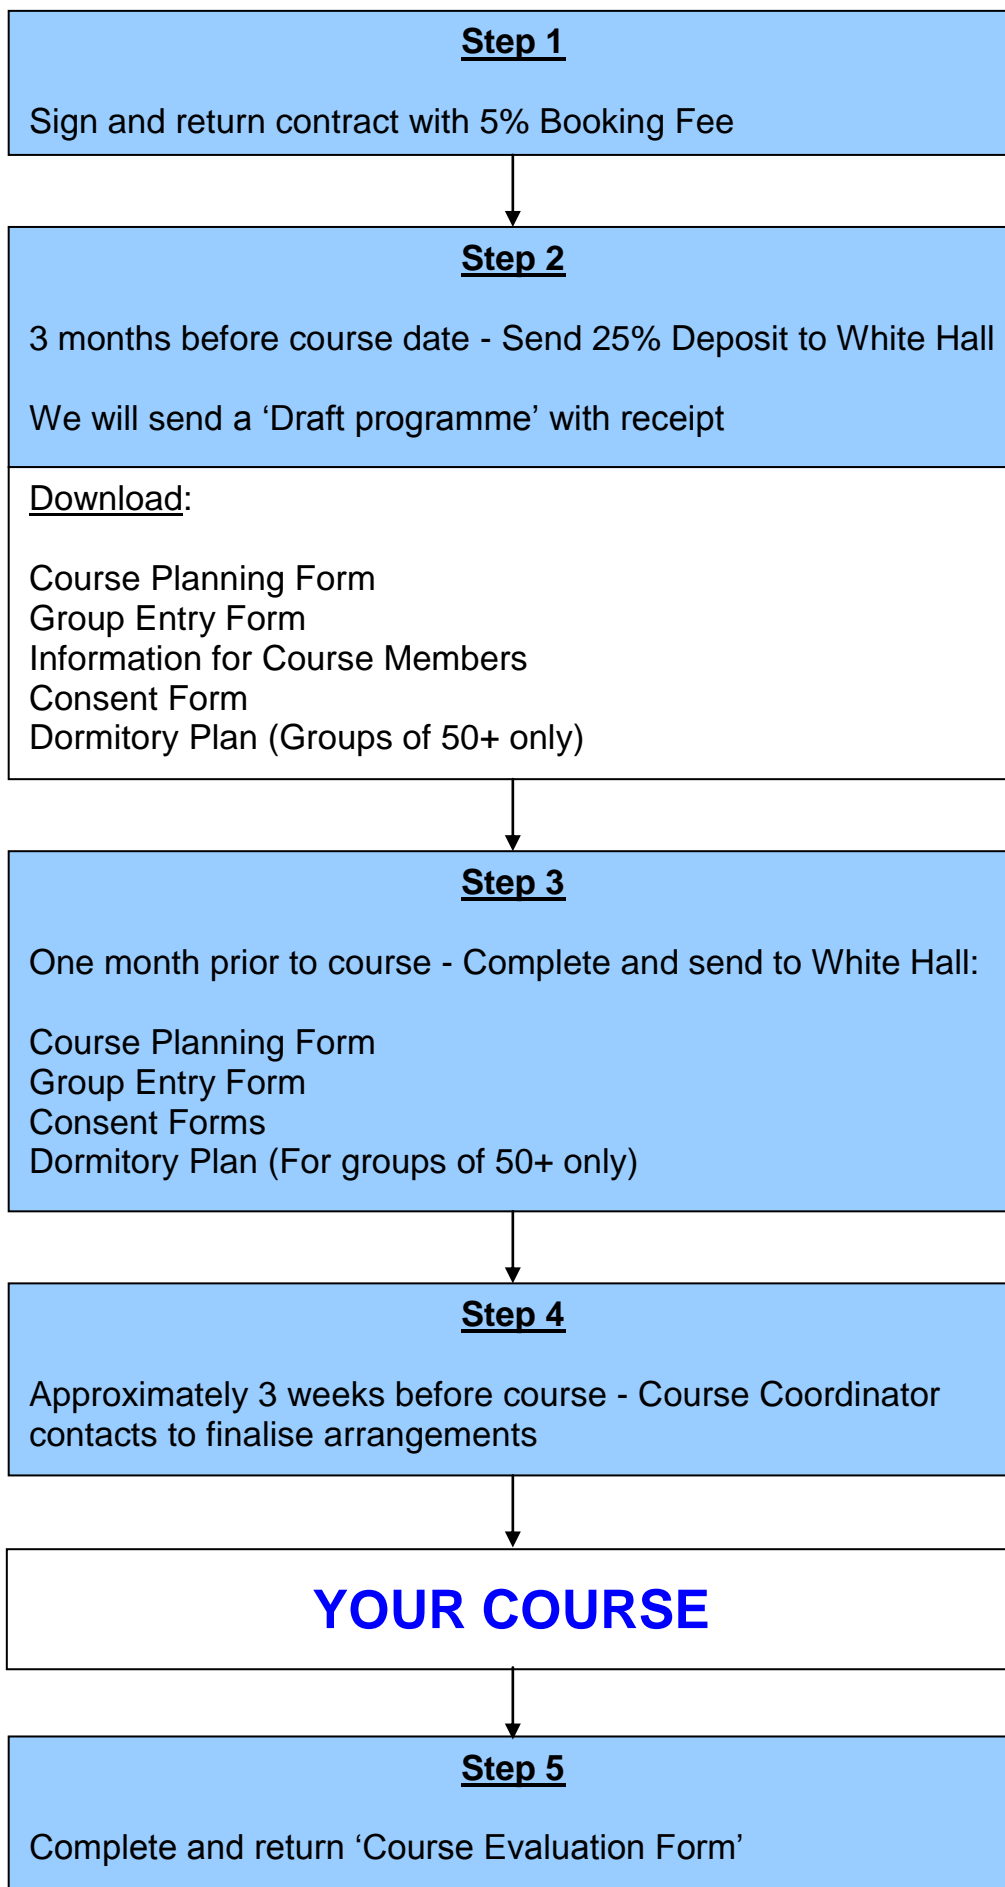 Step 1
Sign and return contract with 5% Booking Fee
Step 2
3 months before course date - Send 25% Deposit to White Hall
We will send a ‘Draft programme’ with receipt
Download:
Course Planning Form
Group Entry Form
Information for Course Members
Consent Form
Dormitory Plan (Groups of 50+ only)
Step 3
One month prior to course - Complete and send to White Hall:
Course Planning Form
Group Entry Form
Consent Forms
Dormitory Plan (For groups of 50+ only)
Step 4
Approximately 3 weeks before course - Course Coordinator
contacts to finalise arrangements
YOUR COURSE
Step 5
Complete and return ‘Course Evaluation Form’